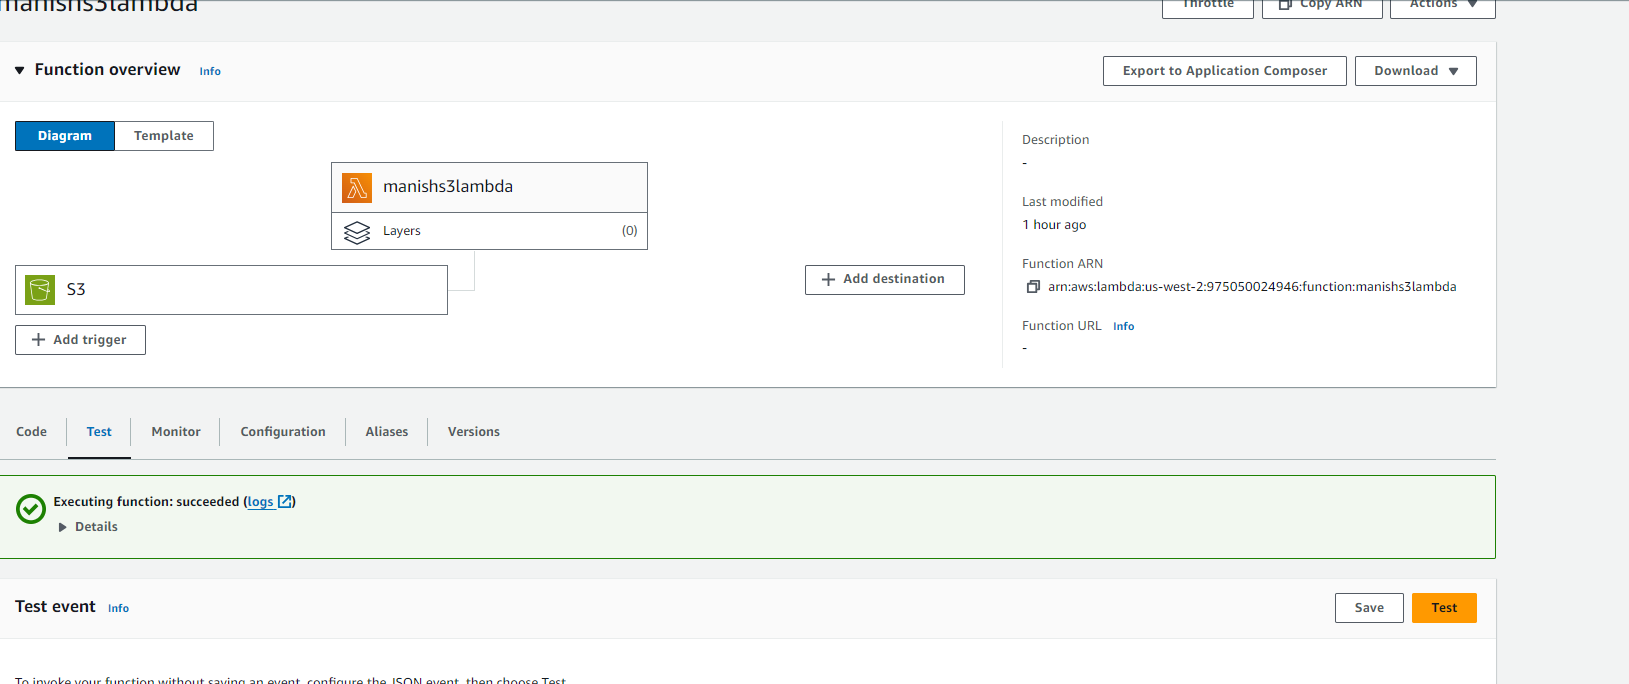 manishs3lambda
Throttle
Copy ARN
Actions
Function overview
Info
Export to Application Composer
Download
Diagram
Template
manishs3lambda
Layers
(0)
S3
Add trigger
Add destination
Description
-
Last modified
1 hour ago
Function ARN
arn:aws:lambda:us-west-2:975050024946:function:manishs3lambda
Function URL Info
-
Code
Test
Monitor
Configuration
Aliases
Versions
Executing function: succeeded (logs)
Details
Test event
Info
Save
Test
To invoke your function without saving an event, configure the JSON event, then choose Test.